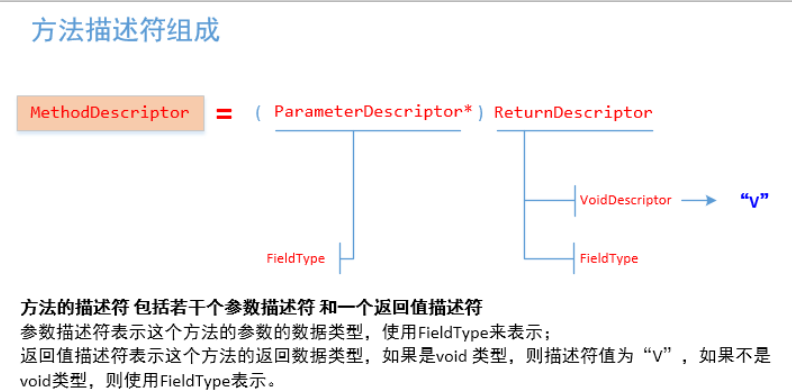 方法描述符组成
MethodDescriptor = ( ParameterDescriptor* ) ReturnDescriptor
VoidDescriptor “V”
FieldType FieldType
方法的描述符 包括若干个参数描述符 和一个返回值描述符
参数描述符表示这个方法的参数的数据类型，使用FieldType来表示；
返回值描述符表示这个方法的返回数据类型，如果是void 类型，则描述符值为“V”，如果不是
void类型，则使用FieldType表示。